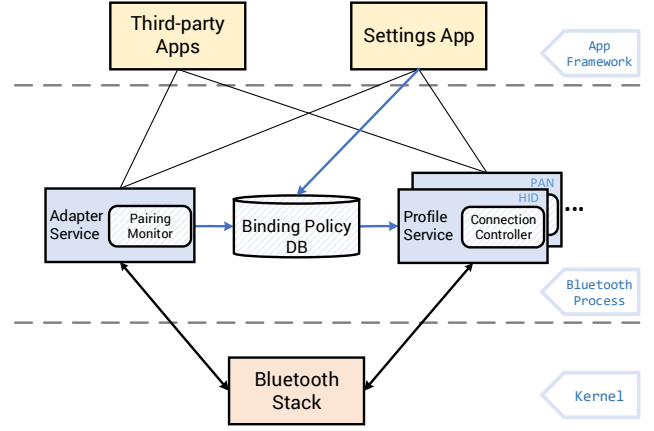 Third-party
Apps
Settings App
App
Framework
PAN
HID
Adapter
Service
Pairing
Monitor
Binding Policy
DB
Profile
Service
Connection
Controller
...
Bluetooth
Process
Bluetooth
Stack
Kernel